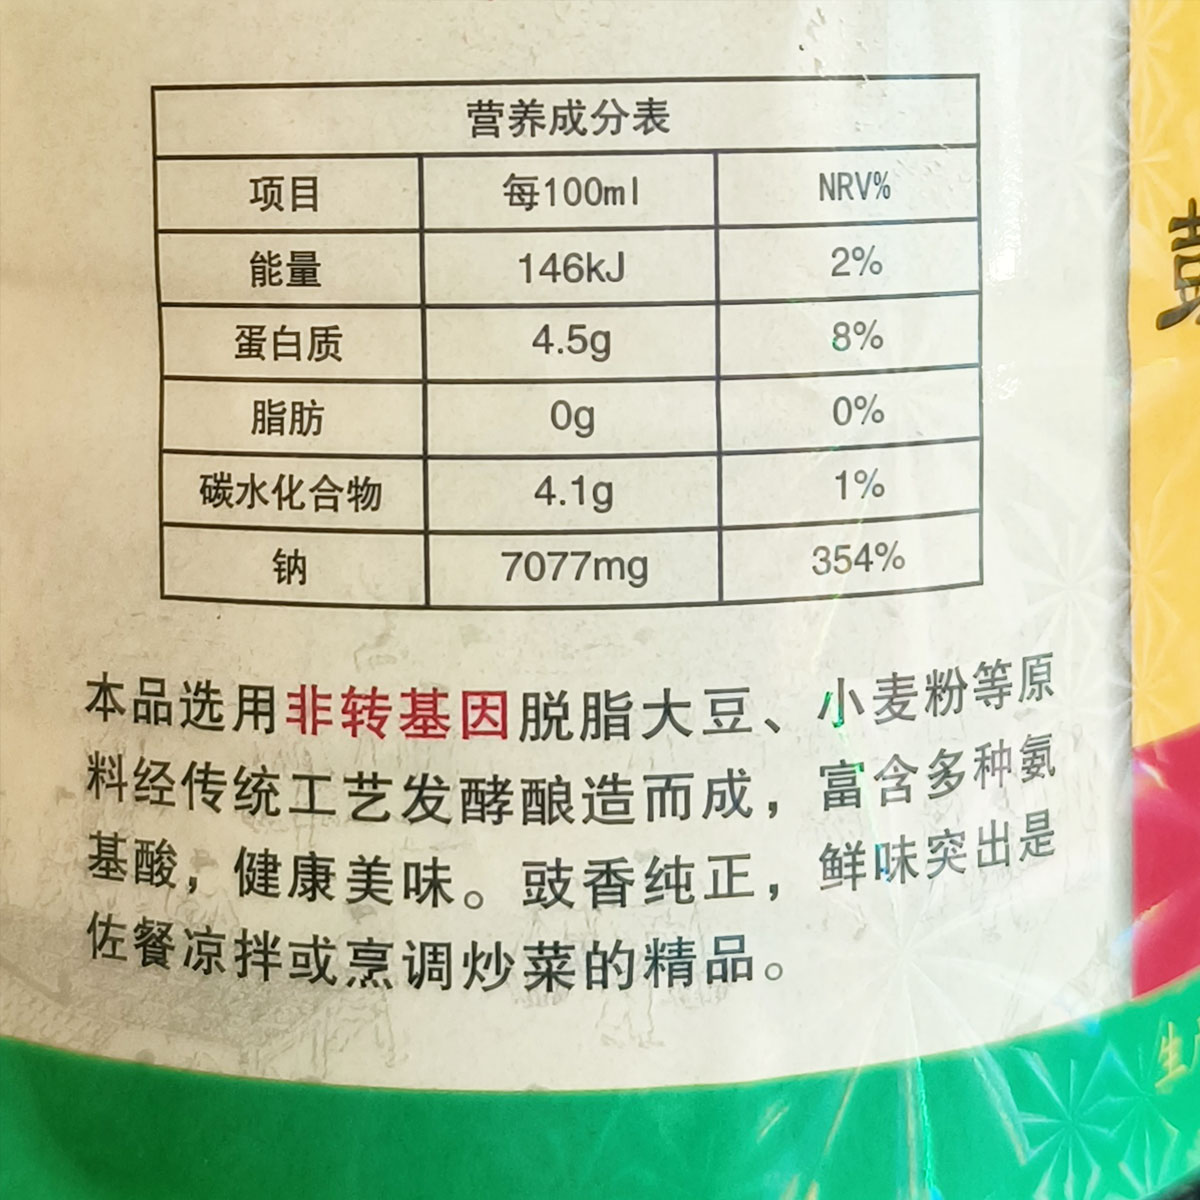 营养成分表
项目 每100ml NRV%
能量 146kJ 2%
蛋白质 4.5g 8%
脂肪 0g 0%
碳水化合物 4.1g 1%
钠 7077mg 354%
本品选用非转基因脱脂大豆、小麦粉等原
料经传统工艺发酵酿造而成，富含多种氨
基酸，健康美味。豉香纯正，鲜味突出是
佐餐凉拌或烹调炒菜的精品。